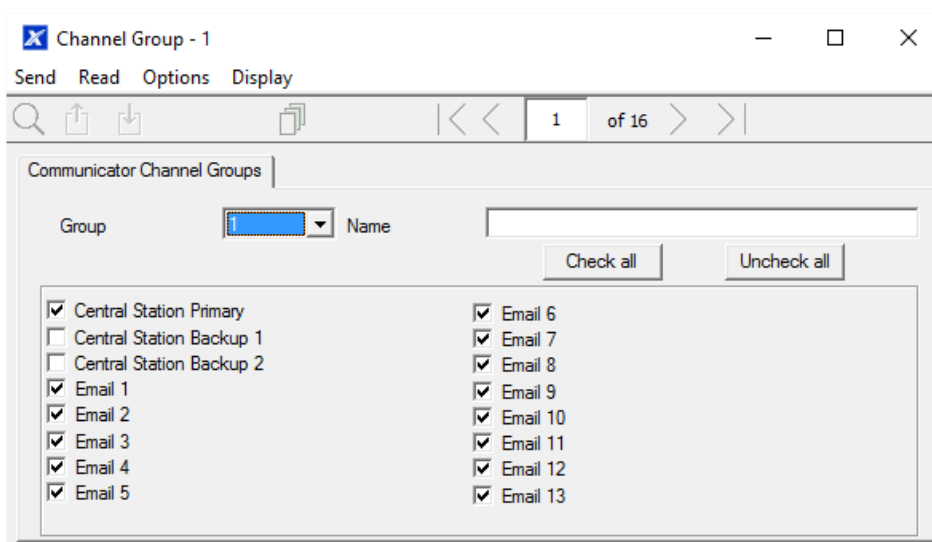 Channel Group - 1
Send Read Options Display
1 of 16
Communicator Channel Groups
Group 1 Name
Check all Uncheck all
Central Station Primary
Central Station Backup 1
Central Station Backup 2
Email 1
Email 2
Email 3
Email 4
Email 5
Email 6
Email 7
Email 8
Email 9
Email 10
Email 11
Email 12
Email 13